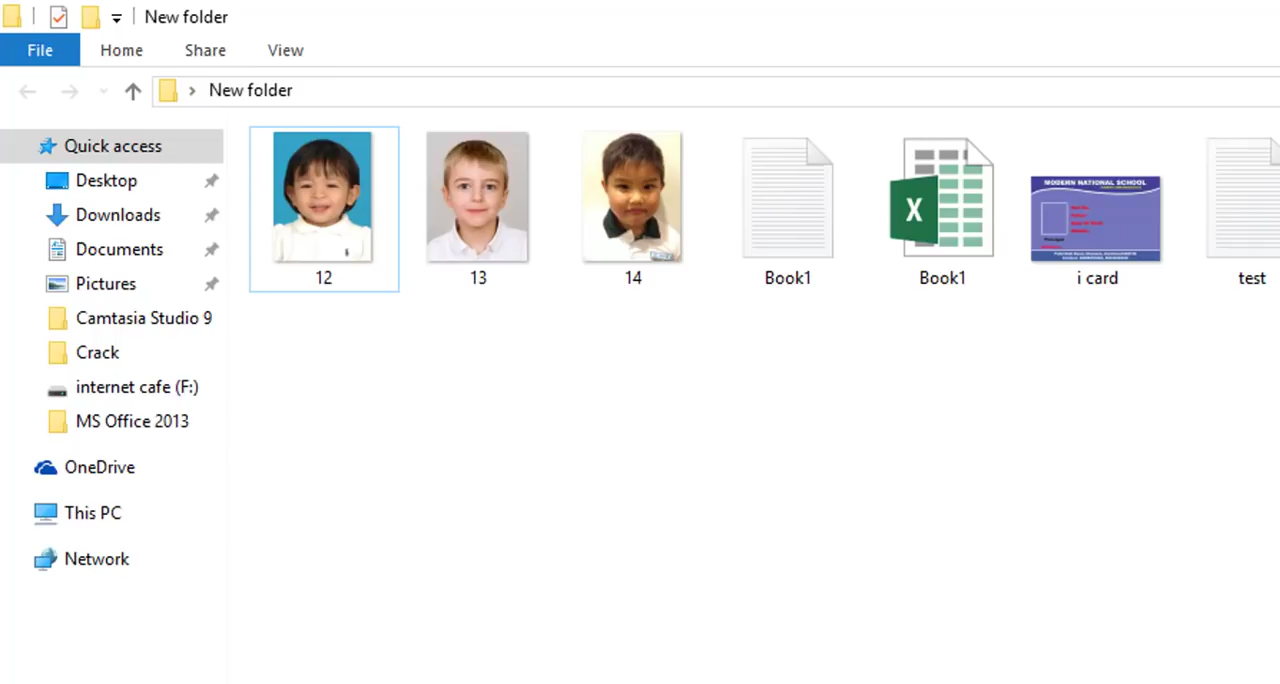 New folder
File Home Share View
New folder
Quick access
Desktop
Downloads
Documents
Pictures
Camtasia Studio 9
Crack
internet cafe (F:)
MS Office 2013
OneDrive
This PC
Network
MODERN NATIONAL SCHOOL
12 13 14 Book1 Book1 i card test